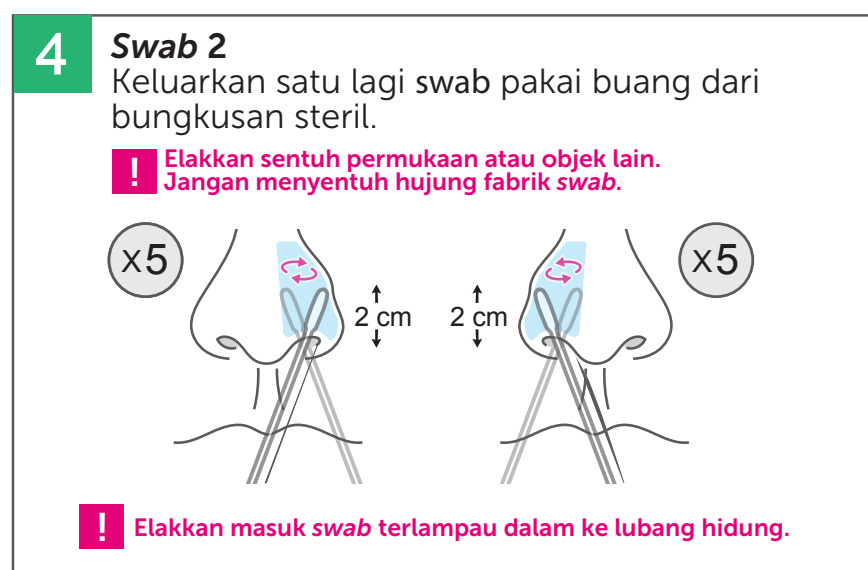 4
Swab 2
Keluarkan satu lagi swab pakai buang dari
bungkusan steril.
! Elakkan sentuh permukaan atau objek lain.
Jangan menyentuh hujung fabrik swab.
x5
2 cm
2 cm
x5
! Elakkan masuk swab terlampau dalam ke lubang hidung.